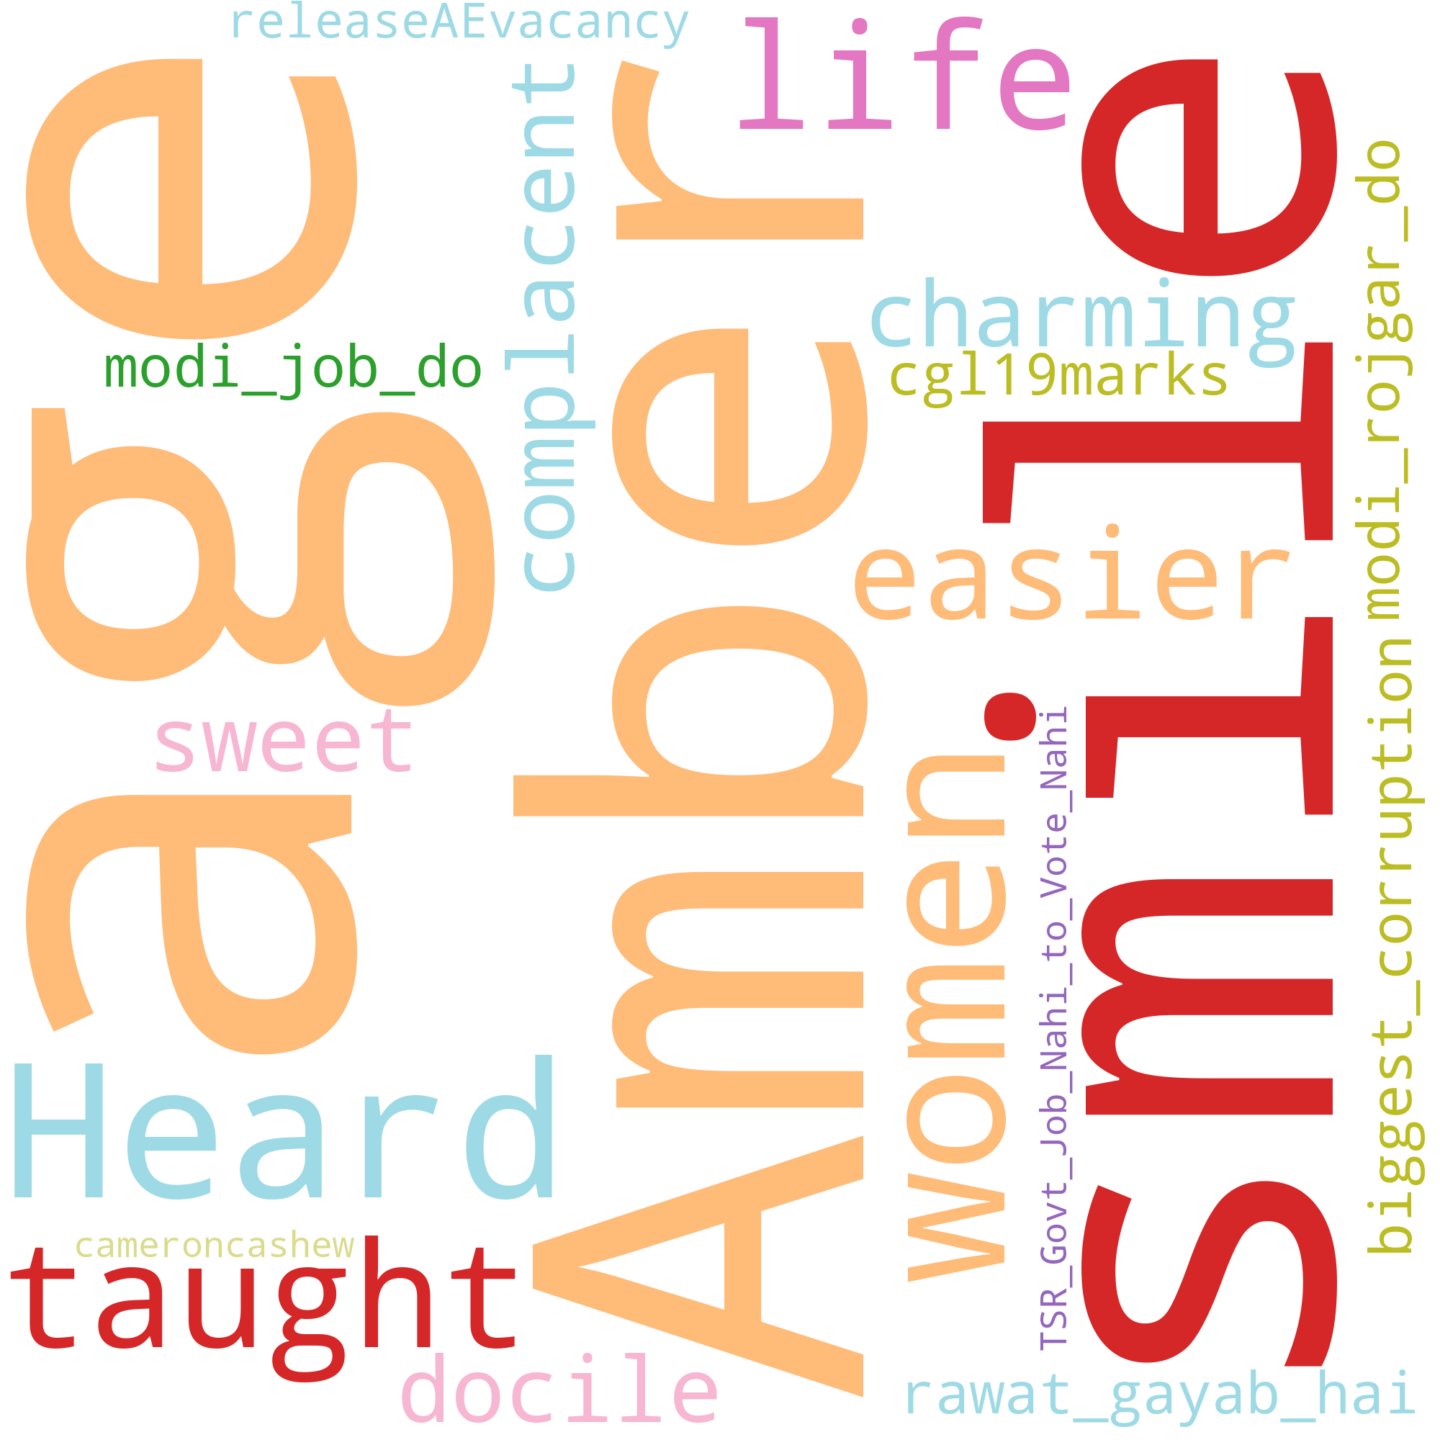 releaseAEvacancy
life
age
complacent
Amber
smile
charming
modi_job_do
cgl19marks
modi_rojgar_do
easier
sweet
women
TSR_Govt_Job_Nahi_to_Vote_Nahi
biggest_corruption
Heard
cameroncashew
taught
docile
rawat_gayab_hai